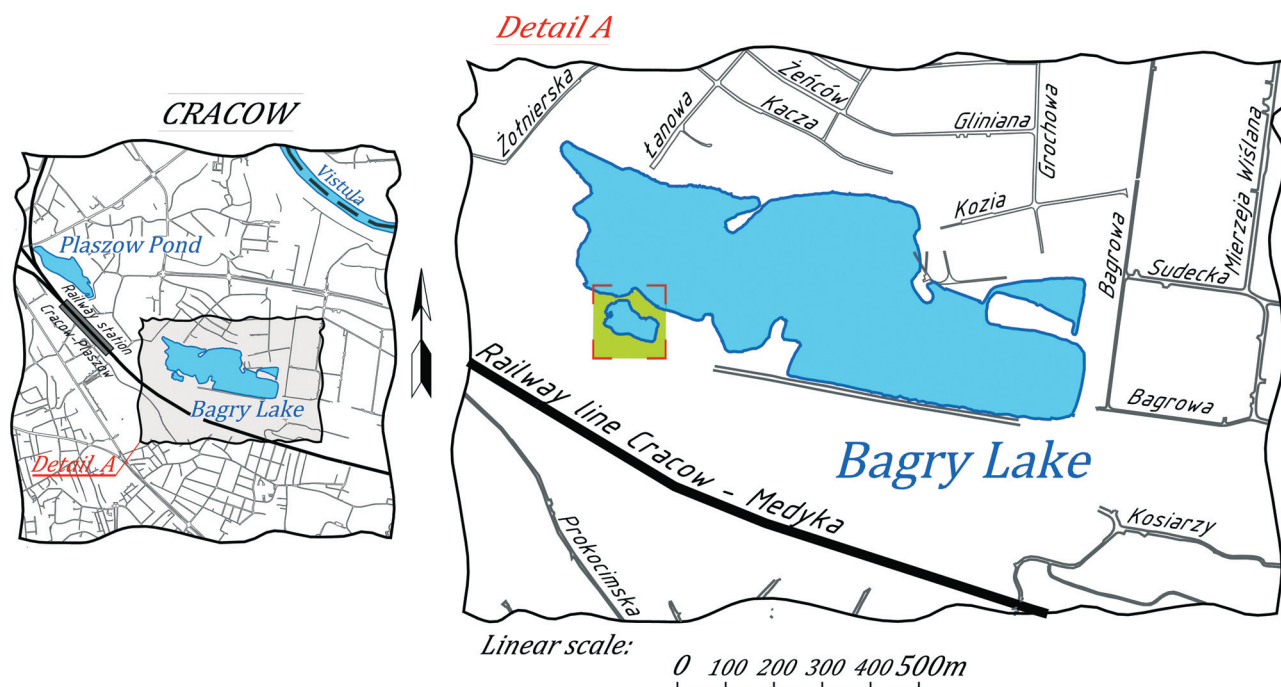 Detail A
CRACOW
Vistula
Plaszow Pond
Railway station
Cracow-Plaszów
Bagry Lake
Detail A
Żotnierska
Łanowa
Żeńców
Kacza
Gliniana
Grochowa
Kozia
Bagrowa
Mierzeja Wiślana
Sudecka
Bagrowa
Railway line Cracow - Medyka
Bagry Lake
Prokocimska
Kosiarzy
Linear scale:
0 100 200 300 400 500m